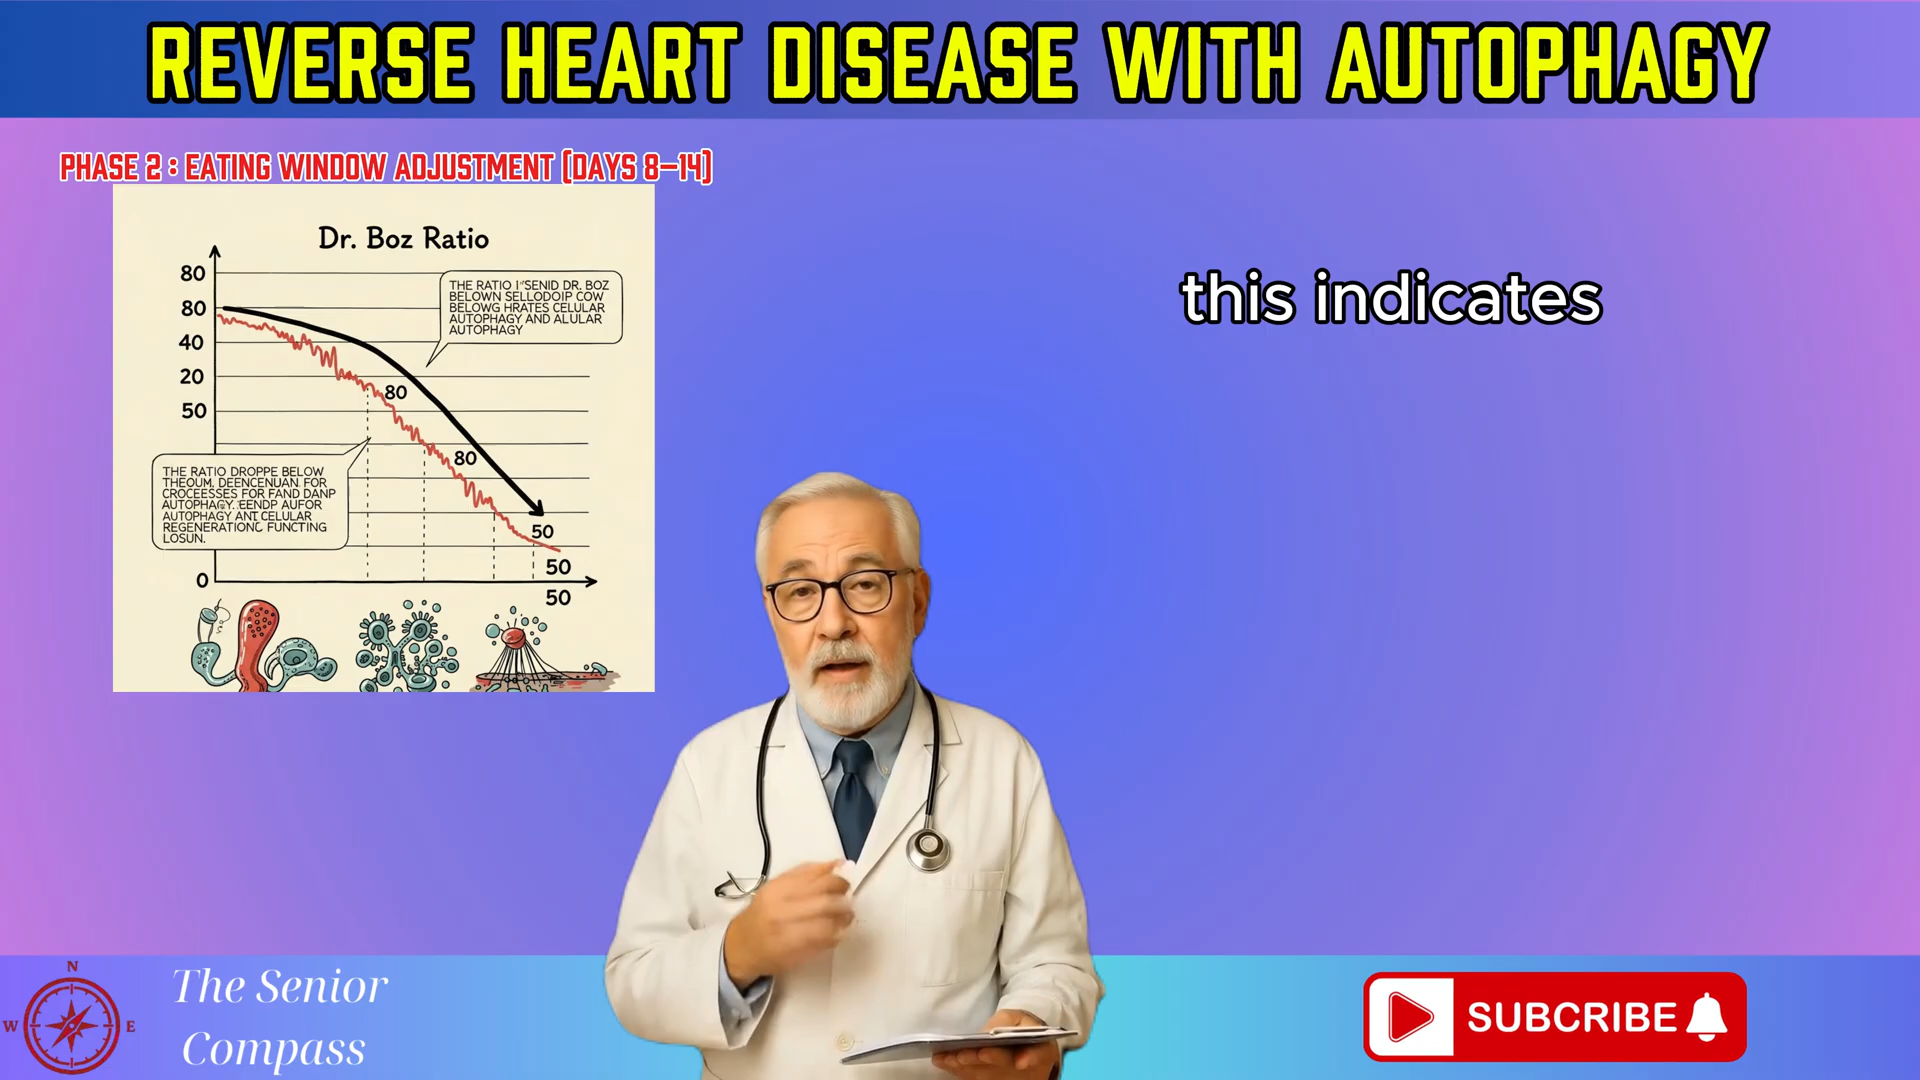 REVERSE HEART DISEASE WITH AUTOPHAGY
PHASE 2 : EATING WINDOW ADJUSTMENT (DAYS 8–14)
Dr. Boz Ratio
80
80
40
20
50
0
THE RATIO I'SENID DR. BOZ
BELOWN SELLODOIP COW
BELOWG HRATES CELULAR
AUTOPHAGY AND ALULAR
AUTOPHAGY
80
80
50
50
50
THE RATIO DROPPE BELOW
THEOUM, DEENCENUAN FOR
CROCEESSES FOR FAND DANP
AUTOPHAGY. EENDP AUFOR
AUTOPHAGY ANT CELULAR
REGENERATIONC FUNCTING
LOSUN.
this indicates
N
W
E
The Senior
Compass
SUBCRIBE